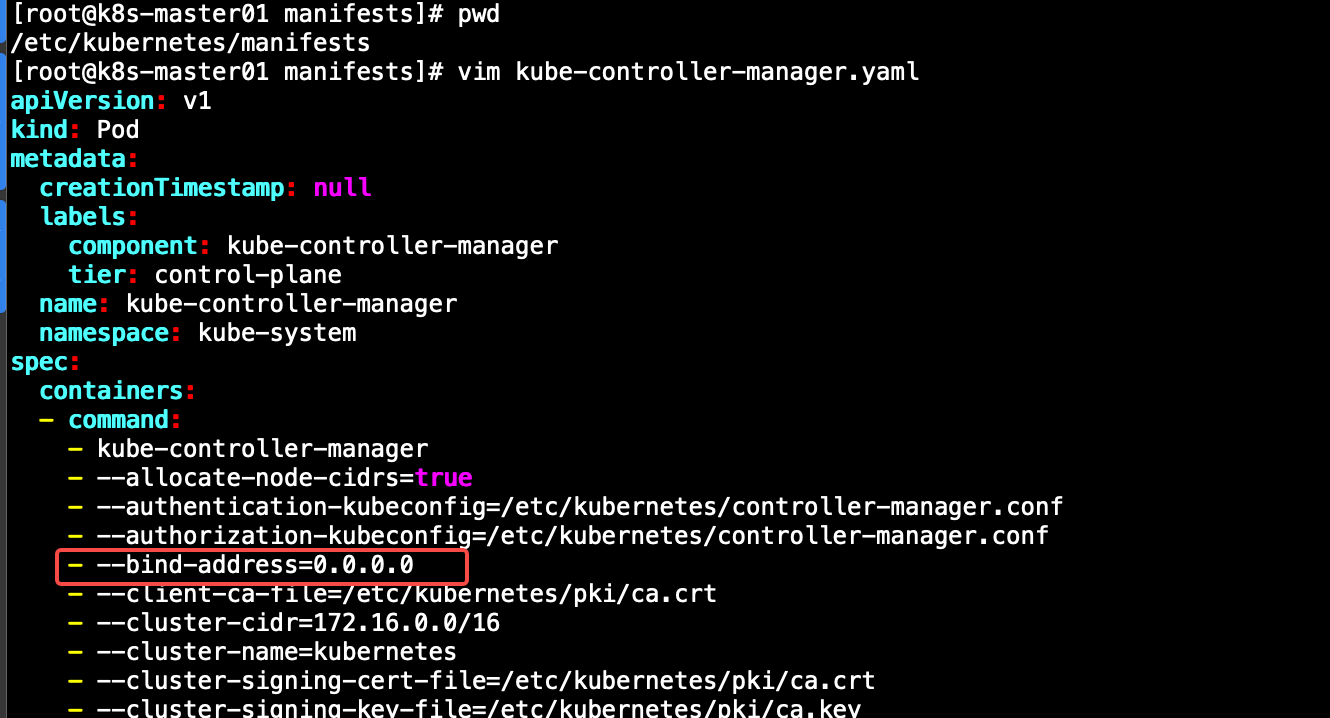 [root@k8s-master01 manifests]# pwd
/etc/kubernetes/manifests
[root@k8s-master01 manifests]# vim kube-controller-manager.yaml
apiVersion: v1
kind: Pod
metadata:
  creationTimestamp: null
  labels:
    component: kube-controller-manager
    tier: control-plane
  name: kube-controller-manager
  namespace: kube-system
spec:
  containers:
  - command:
    - kube-controller-manager
    - --allocate-node-cidrs=true
    - --authentication-kubeconfig=/etc/kubernetes/controller-manager.conf
    - --authorization-kubeconfig=/etc/kubernetes/controller-manager.conf
    - --bind-address=0.0.0.0
    - --client-ca-file=/etc/kubernetes/pki/ca.crt
    - --cluster-cidr=172.16.0.0/16
    - --cluster-name=kubernetes
    - --cluster-signing-cert-file=/etc/kubernetes/pki/ca.crt
    - --cluster-signing-key-file=/etc/kubernetes/pki/ca.key